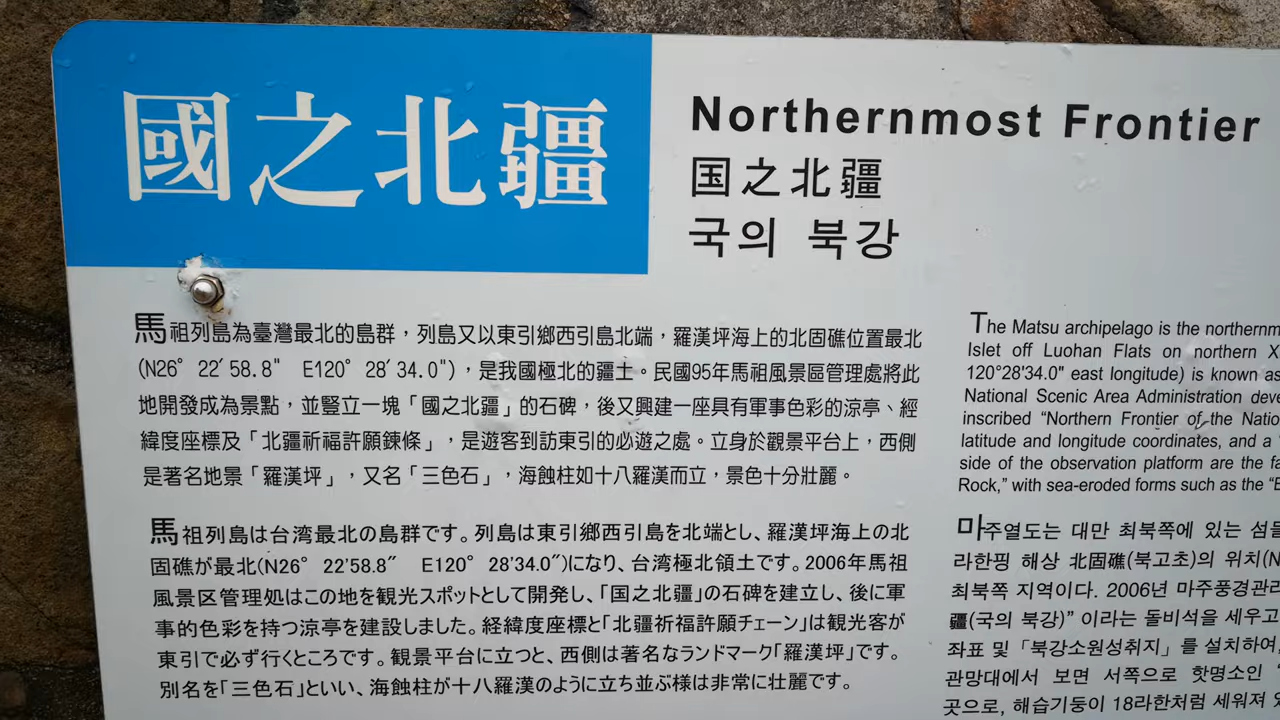 國之北疆
Northernmost Frontier
国之北疆
국의 북강
馬祖列島為臺灣最北的島群，列島又以東引鄉西引島北端，羅漢坪海上的北固礁位置最北
(N26° 22′58.8" E120° 28′34.0")，是我國極北的疆土。民國95年馬祖風景區管理處將此
地開發成為景點，並豎立一塊「國之北疆」的石碑，後又興建一座具有軍事色彩的涼亭、經
緯度座標及「北疆祈福許願鍊條」，是遊客到訪東引的必遊之處。立身於觀景平台上，西側
是著名地景「羅漢坪」，又名「三色石」，海蝕柱如十八羅漢而立，景色十分壯麗。
馬祖列島は台湾最北の島群です。列島は東引郷西引島を北端とし、羅漢坪海上の北
固礁が最北(N26° 22'58.8″ E120° 28'34.0″)になり、台湾極北領土です。2006年馬祖
風景区管理処はこの地を観光スポットとして開発し、「国之北疆」の石碑を建立し、後に軍
事的色彩を持つ涼亭を建設しました。経緯度座標と「北疆祈福許願チェーン」は観光客が
東引で必ず行くところです。観景平台に立つと、西側は著名なランドマーク「羅漢坪」です。
別名を「三色石」といい、海蝕柱が十八羅漢のように立ち並ぶ様は非常に壮麗です。
The Matsu archipelago is the northernm
Islet off Luohan Flats on northern X
120°28'34.0" east longitude) is known as
National Scenic Area Administration deve
inscribed “Northern Frontier of the Natio
latitude and longitude coordinates, and a
side of the observation platform are the fa
Rock,” with sea-eroded forms such as the “E
마주열도는 대만 최북쪽에 있는 섬들
라한핑 해상 北固礁(북고초)의 위치(N
최북쪽 지역이다. 2006년 마주풍경관리
疆(국의 북강)” 이라는 돌비석을 세우고
좌표 및 「북강소원성취지」를 설치하여,
관망대에서 보면 서쪽으로 핫명소인
곳으로, 해습기둥이 18라한처럼 세워져